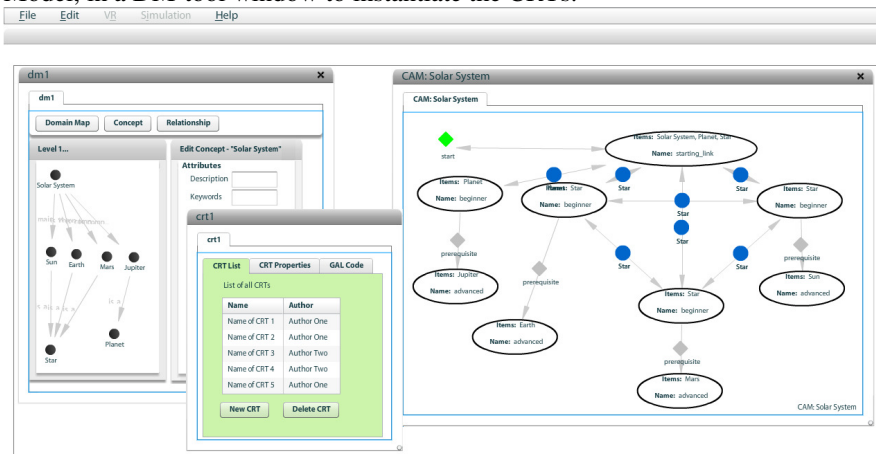 Model, in a DM tool window to instantiate the CRTs.
File Edit VR Simulation Help
dm1
dm1
Domain Map Concept Relationship
Level 1...
Solar System
Sun Earth Mars Jupiter
is a
Star
Planet
Edit Concept - "Solar System"
Attributes
Description
Keywords
crt1
crt1
CRT List CRT Properties GAL Code
List of all CRTs
Name Author
Name of CRT 1 Author One
Name of CRT 2 Author One
Name of CRT 3 Author Two
Name of CRT 4 Author Two
Name of CRT 5 Author One
New CRT Delete CRT
CAM: Solar System
CAM: Solar System
start
Items: Solar System, Planet, Star
Name: starting_link
Items: Planet
Name: beginner
Star
Items: Star
Name: beginner
Star
Star
Star
Items: Star
Name: beginner
Star
prerequisite
Items: Jupiter
Name: advanced
prerequisite
Items: Earth
Name: advanced
Star
Star
Items: Star
Name: beginner
prerequisite
Items: Sun
Name: advanced
prerequisite
Items: Mars
Name: advanced
CAM: Solar System